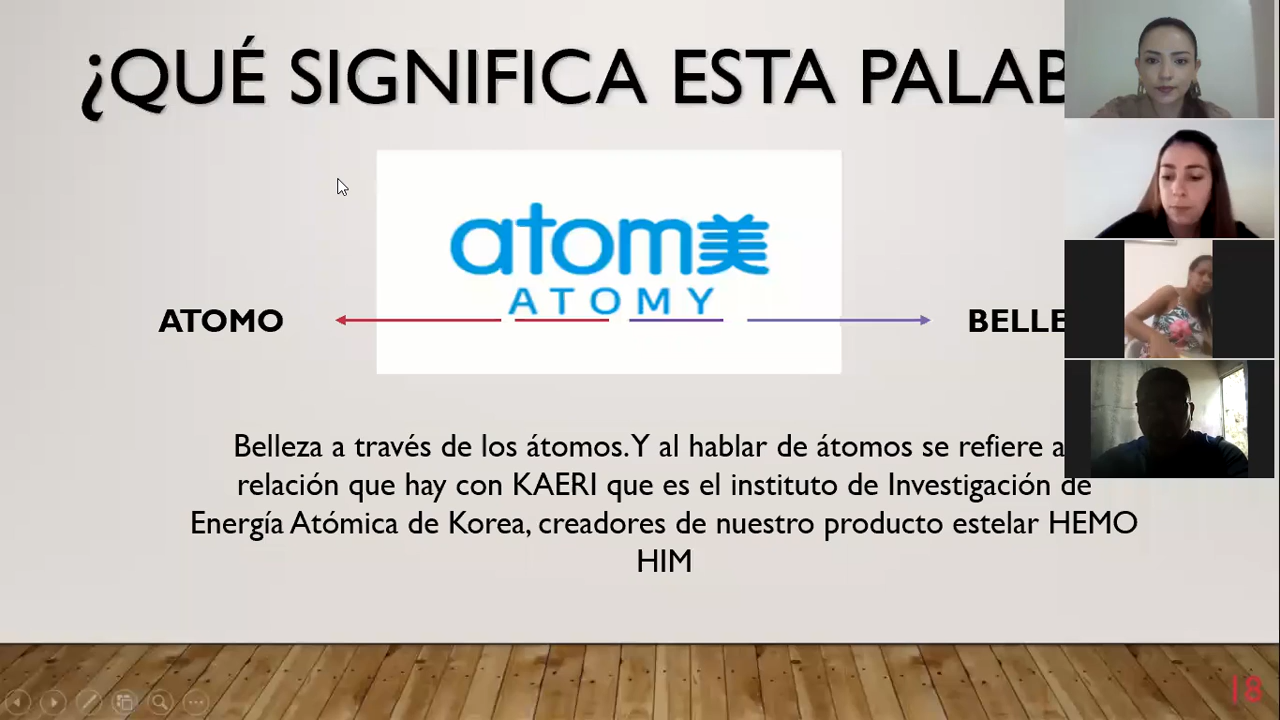 ¿QUÉ SIGNIFICA ESTA
atom美
ATOMY
ATOMO
Belleza a través de los átomos. Y al hablar de átomos se refiere a
relación que hay con KAERI que es el instituto de Investigación de
Energía Atómica de Korea, creadores de nuestro producto estelar HEMO
HIM
18